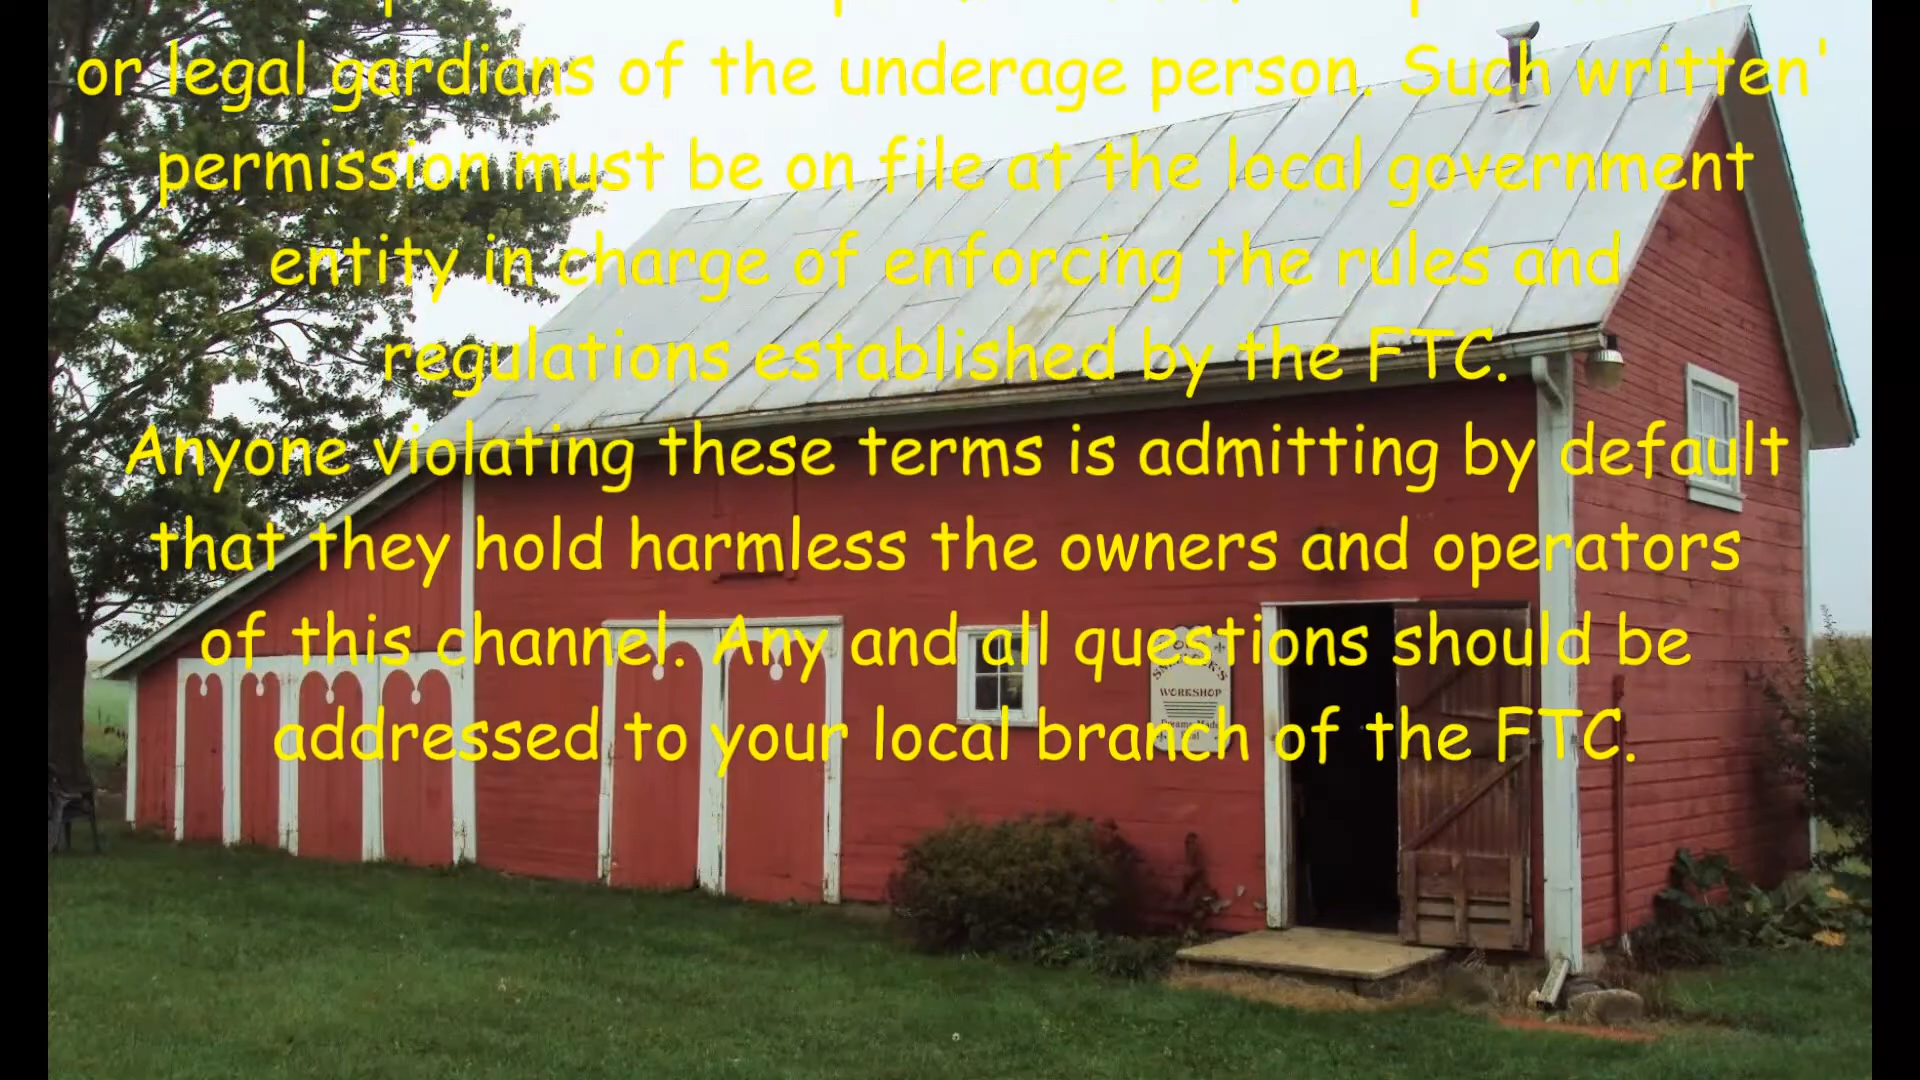 or legal gardians of the underage person. Such written'
permission must be on file at the local government
entity in charge of enforcing the rules and
regulations established by the FTC.
Anyone violating these terms is admitting by default
that they hold harmless the owners and operators
of this channel. Any and all questions should be
addressed to your local branch of the FTC.
WORKSHOP